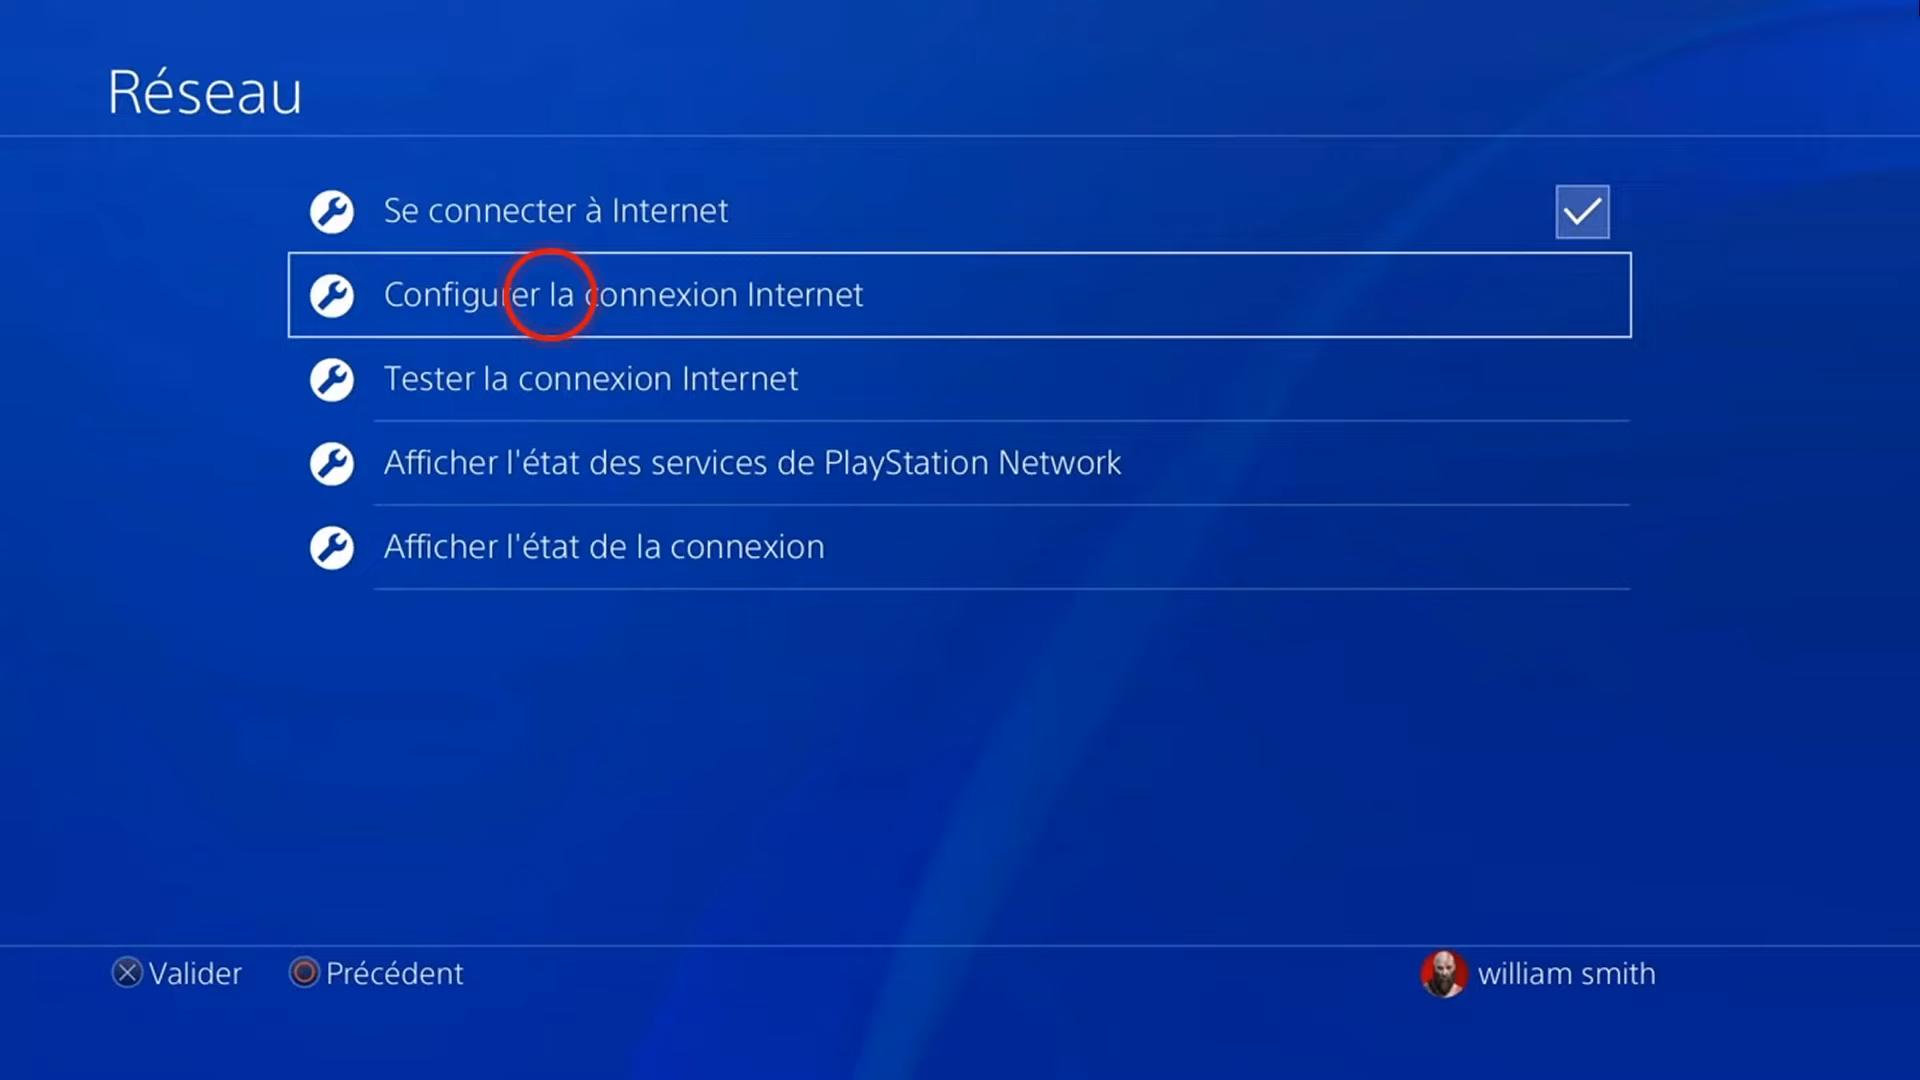 Réseau
Se connecter à Internet
Configurer la connexion Internet
Tester la connexion Internet
Afficher l'état des services de PlayStation Network
Afficher l'état de la connexion
Valider Précédent william smith